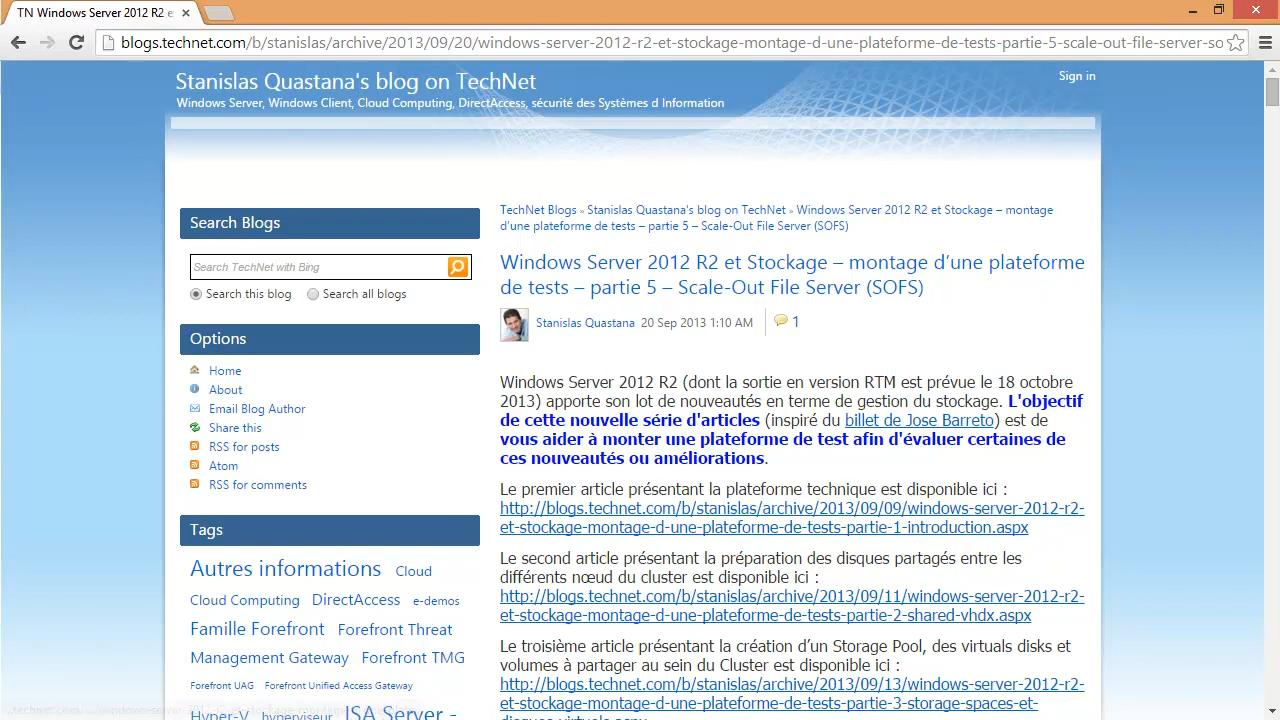 TN Windows Server 2012 R2 e
blogs.technet.com/b/stanislas/archive/2013/09/20/windows-server-2012-r2-et-stockage-montage-d-une-plateforme-de-tests-partie-5-scale-out-file-server-so
Stanislas Quastana's blog on TechNet
Sign in
Windows Server, Windows Client, Cloud Computing, DirectAccess, sécurité des Systèmes d Information
Search Blogs
Search TechNet with Bing
Search this blog Search all blogs
Options
Home
About
Email Blog Author
Share this
RSS for posts
Atom
RSS for comments
Tags
Autres informations Cloud
Cloud Computing DirectAccess e-demos
Famille Forefront Forefront Threat
Management Gateway Forefront TMG
Forefront UAG Forefront Unified Access Gateway
Hyper-V hyperviseur ISA Server -
TechNet Blogs » Stanislas Quastana's blog on TechNet » Windows Server 2012 R2 et Stockage – montage
d’une plateforme de tests – partie 5 – Scale-Out File Server (SOFS)
Windows Server 2012 R2 et Stockage – montage d’une plateforme
de tests – partie 5 – Scale-Out File Server (SOFS)
Stanislas Quastana 20 Sep 2013 1:10 AM 1
Windows Server 2012 R2 (dont la sortie en version RTM est prévue le 18 octobre
2013) apporte son lot de nouveautés en terme de gestion du stockage. L'objectif
de cette nouvelle série d'articles (inspiré du billet de Jose Barreto) est de
vous aider à monter une plateforme de test afin d'évaluer certaines de
ces nouveautés ou améliorations.
Le premier article présentant la plateforme technique est disponible ici :
http://blogs.technet.com/b/stanislas/archive/2013/09/09/windows-server-2012-r2-
et-stockage-montage-d-une-plateforme-de-tests-partie-1-introduction.aspx
Le second article présentant la préparation des disques partagés entre les
différents nœud du cluster est disponible ici :
http://blogs.technet.com/b/stanislas/archive/2013/09/11/windows-server-2012-r2-
et-stockage-montage-d-une-plateforme-de-tests-partie-2-shared-vhdx.aspx
Le troisième article présentant la création d’un Storage Pool, des virtuals disks et
volumes à partager au sein du Cluster est disponible ici :
http://blogs.technet.com/b/stanislas/archive/2013/09/13/windows-server-2012-r2-
et-stockage-montage-d-une-plateforme-de-tests-partie-3-storage-spaces-et-